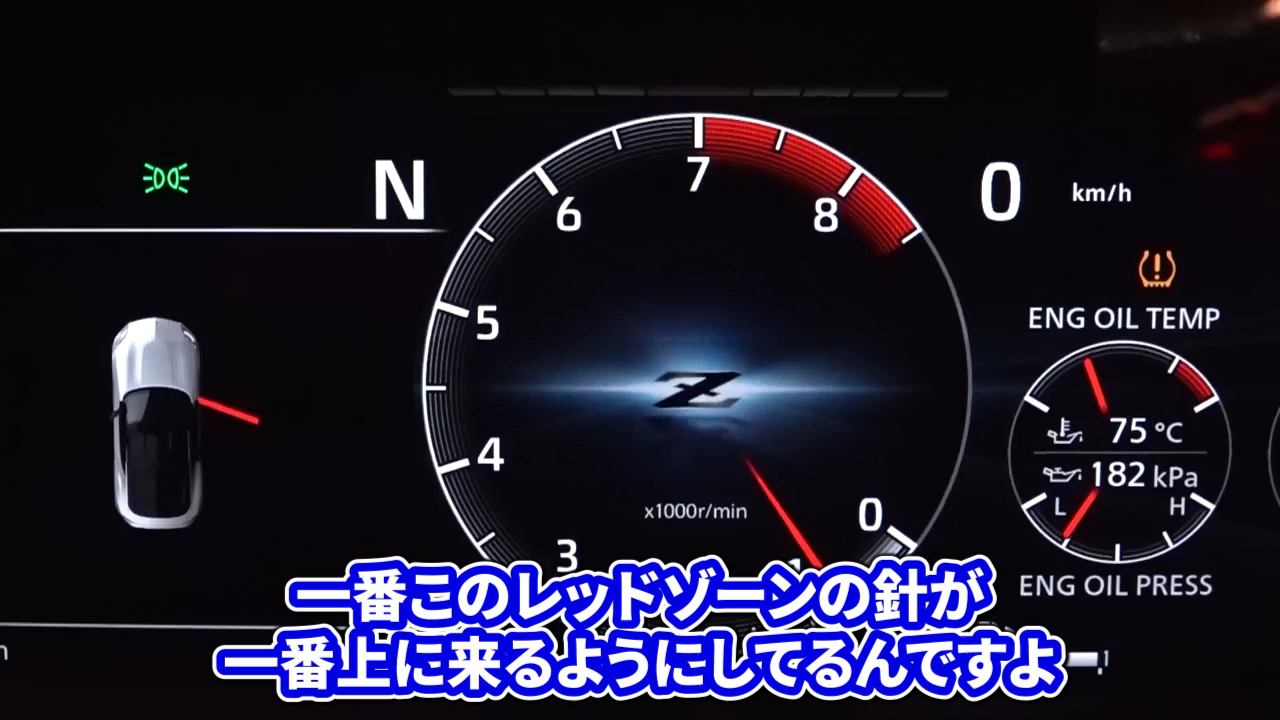 N
0 km/h
7
6
8
5
ENG OIL TEMP
75 ℃
4
182 kPa
L H
x1000r/min
0
3
ENG OIL PRESS
一番このレッドゾーンの針が
一番上に来るようにしてるんですよ